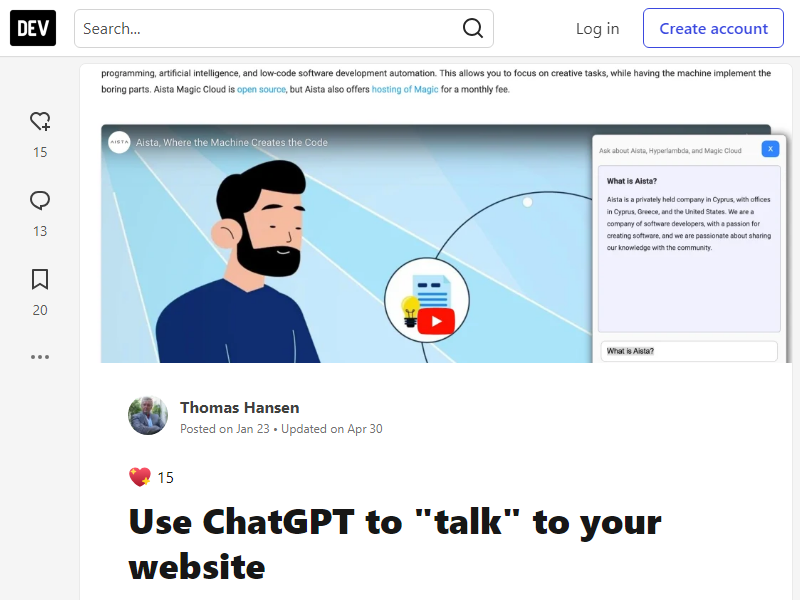 DEV
Search...
Log in
Create account
programming, artificial intelligence, and low-code software development automation. This allows you to focus on creative tasks, while having the machine implement the
boring parts. Aista Magic Cloud is open source, but Aista also offers hosting of Magic for a monthly fee.
AISTA
Aista, Where the Machine Creates the Code
Ask about Aista, Hyperlambda, and Magic Cloud
X
What is Aista?
Aista is a privately held company in Cyprus, with offices
in Cyprus, Greece, and the United States. We are a
company of software developers, with a passion for
creating software, and we are passionate about sharing
our knowledge with the community.
What is Aista?
15
13
20
Thomas Hansen
Posted on Jan 23 • Updated on Apr 30
15
Use ChatGPT to "talk" to your
website